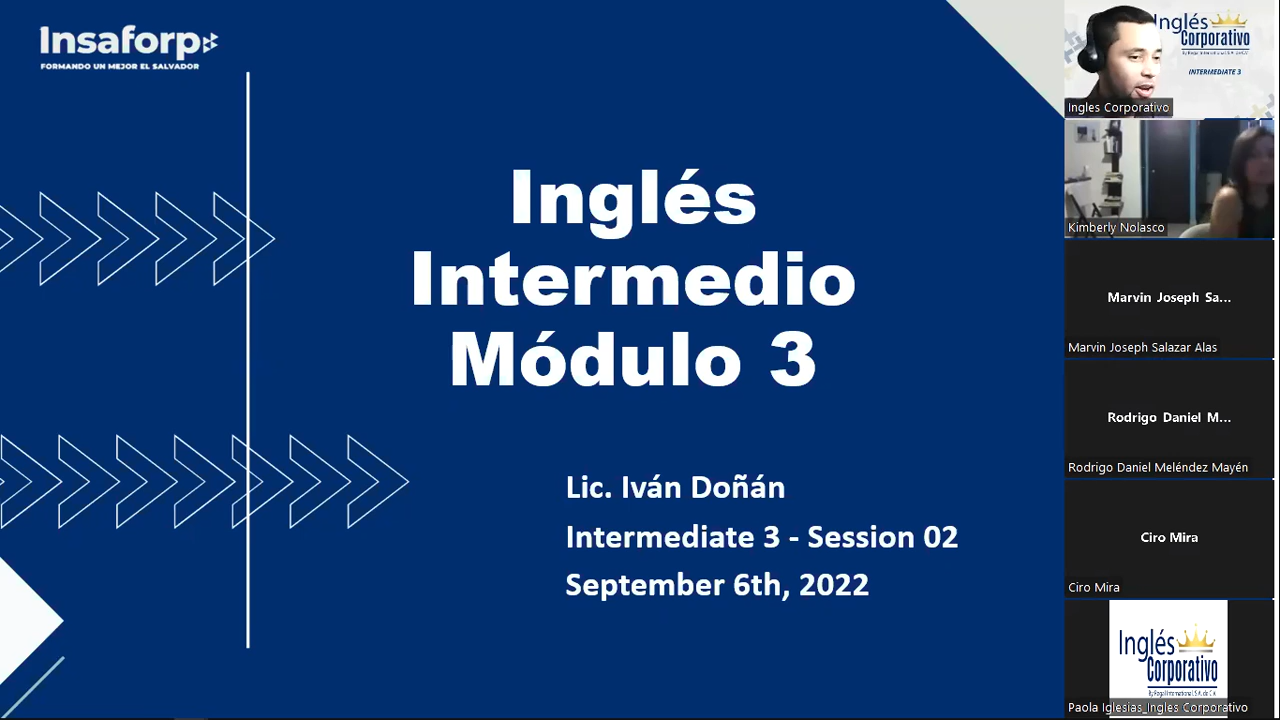 Insaforp
FORMANDO UN MEJOR EL SALVADOR
Inglés
Intermedio
Módulo 3
Lic. Iván Doñán
Intermediate 3 - Session 02
September 6th, 2022
Inglés
Corporativo
INTERMEDIATE 3
Ingles Corporativo
Kimberly Nolasco
Marvin Joseph Sa...
Marvin Joseph Salazar Alas
Rodrigo Daniel M...
Rodrigo Daniel Meléndez Mayén
Ciro Mira
Ciro Mira
Inglés
Corporativo
Paola Iglesias_Ingles Corporativo